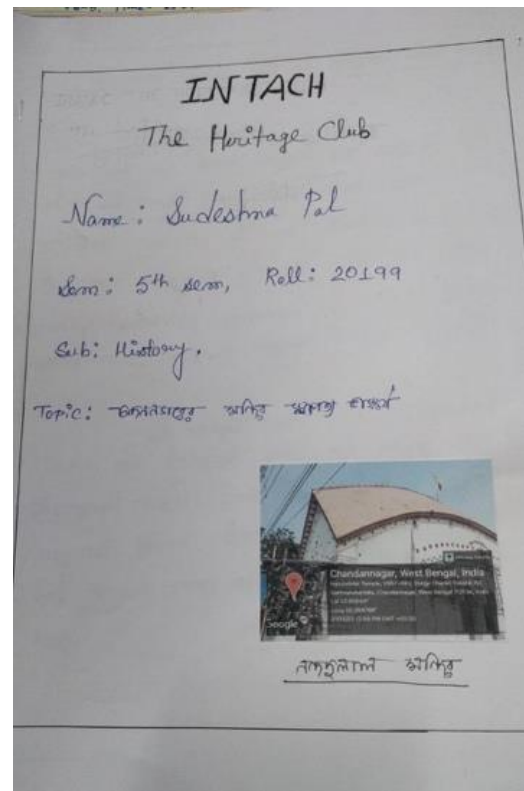 INTACH
The Heritage Club
Name: Sudeshna Pal
Sem: 5th sem, Roll: 20199
Sub: History.
Topic: চন্দননগরের মন্দির স্থাপত্য ভাস্কর্য
Chandannagar, West Bengal, India
Google
নন্দদুলাল মন্দির